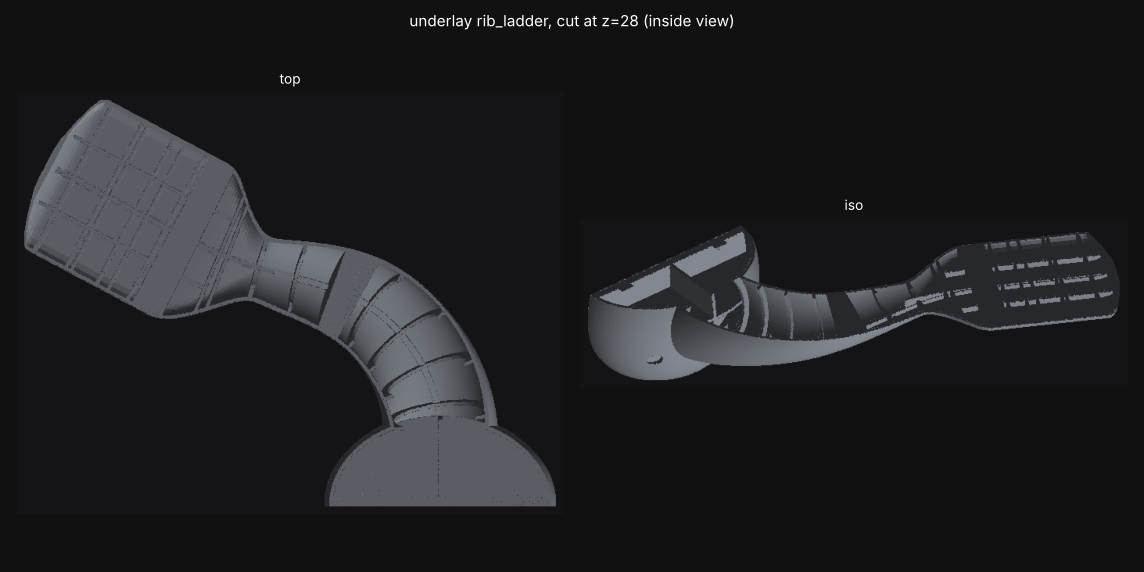 underlay rib_ladder, cut at z=28 (inside view)
top
iso